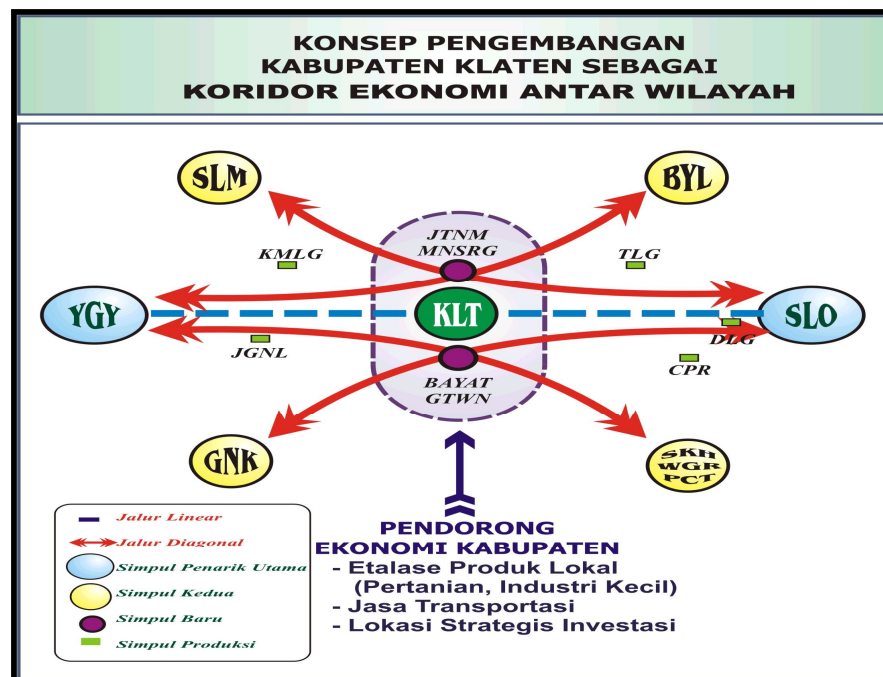 KONSEP PENGEMBANGAN
KABUPATEN KLATEN SEBAGAI
KORIDOR EKONOMI ANTAR WILAYAH
SLM
BYL
JTNM
MNSRG
KMLG
TLG
YGY
KLT
SLO
JGNL
DLG
CPR
BAYAT
GTWN
GNK
SKH
WGR
PCT
PENDORONG
EKONOMI KABUPATEN
- Etalase Produk Lokal
(Pertanian, Industri Kecil)
- Jasa Transportasi
- Lokasi Strategis Investasi
Jalur Linear
Jalur Diagonal
Simpul Penarik Utama
Simpul Kedua
Simpul Baru
Simpul Produksi